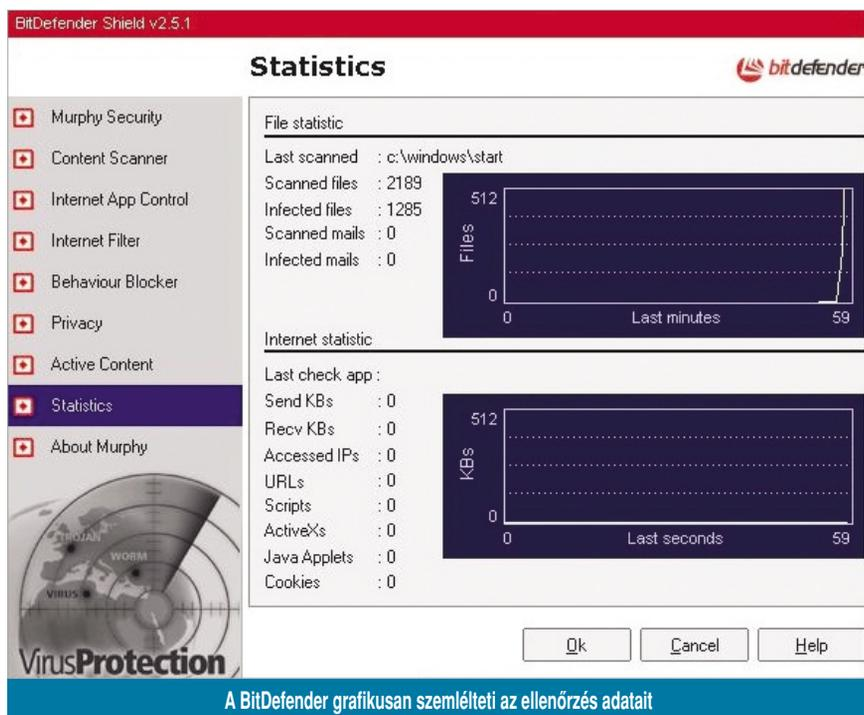 BitDefender Shield v2.5.1
Statistics
bitdefender
Murphy Security
Content Scanner
Internet App Control
Internet Filter
Behaviour Blocker
Privacy
Active Content
Statistics
About Murphy
TROJAN
WORM
VIRUS
VirusProtection
File statistic
Last scanned : c:\windows\start
Scanned files : 2189
Infected files : 1285
Scanned mails : 0
Infected mails : 0
512
Files
0
0 Last minutes 59
Internet statistic
Last check app :
Send KBs : 0
Recv KBs : 0
Accessed IPs : 0
URLs : 0
Scripts : 0
ActiveXs : 0
Java Applets : 0
Cookies : 0
512
KBs
0
0 Last seconds 59
Ok Cancel Help
A BitDefender grafikusan szemlélteti az ellenőrzés adatait